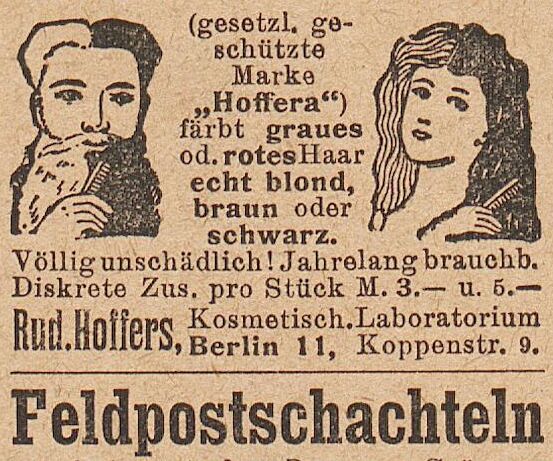 (gesetzl. ge-
schützte
Marke
„Hoffera“)
färbt graues
od. rotes Haar
echt blond,
braun oder
schwarz.
Völlig unschädlich! Jahrelang brauchb.
Diskrete Zus. pro Stück M. 3.— u. 5.—
Rud. Hoffers, Kosmetisch. Laboratorium
Berlin 11, Koppenstr. 9.
Feldpostschachteln